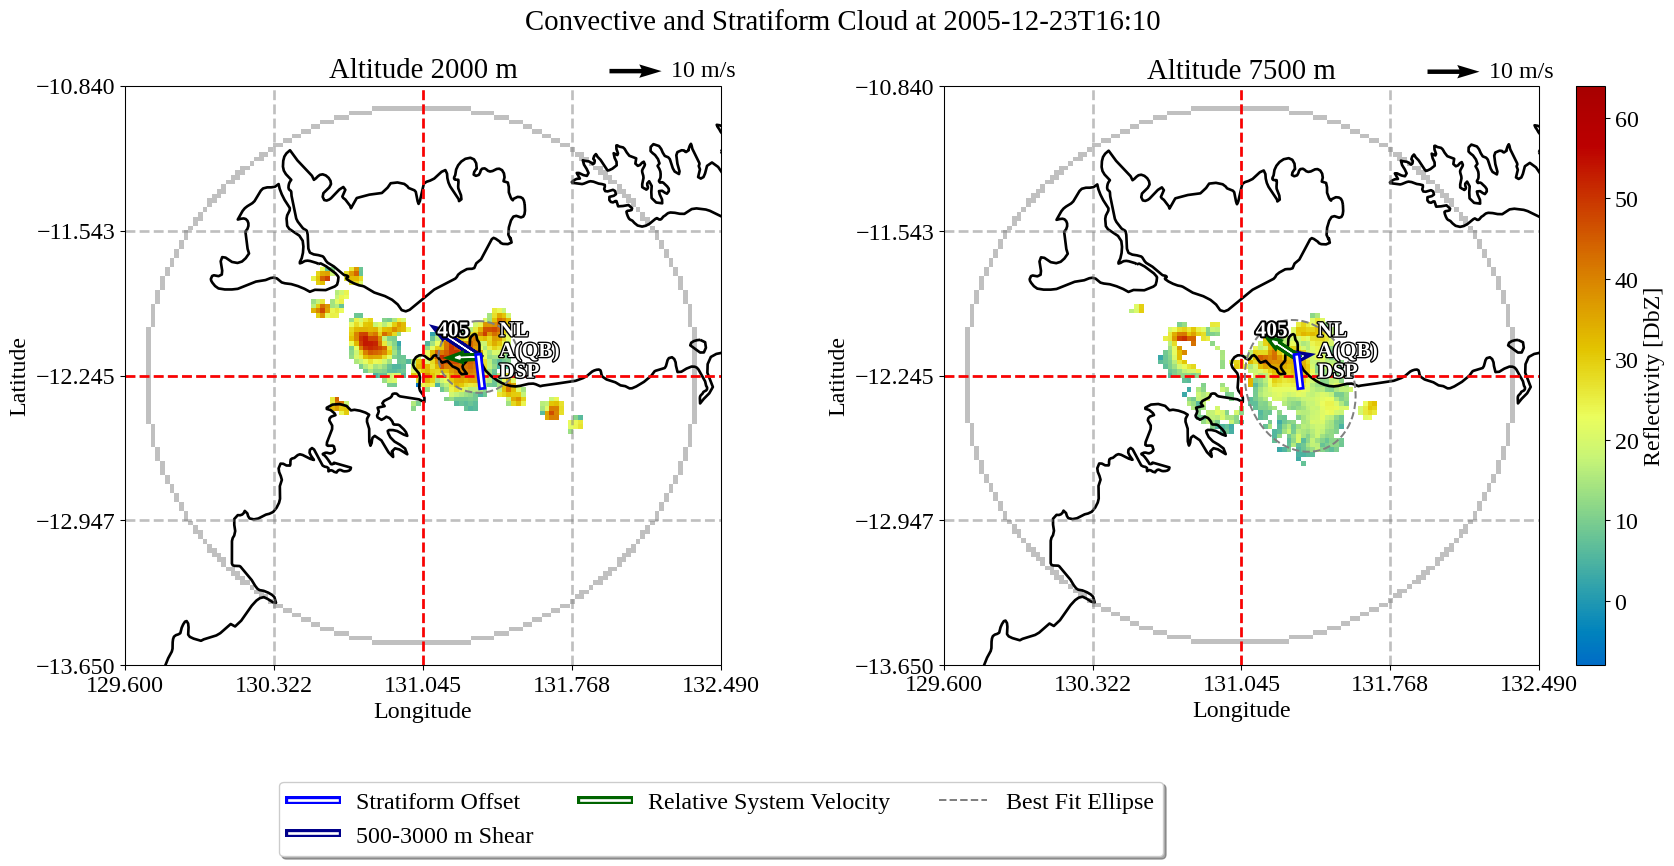 Convective and Stratiform Cloud at 2005-12-23T16:10
Altitude 2000 m
10 m/s
Altitude 7500 m
10 m/s
Latitude
−10.840
−11.543
−12.245
−12.947
−13.650
129.600
130.322
131.045
131.768
132.490
Longitude
405
NL
A(QB)
DSP
Latitude
−10.840
−11.543
−12.245
−12.947
−13.650
129.600
130.322
131.045
131.768
132.490
Longitude
405
NL
A(QB)
DSP
60
50
40
30
20
10
0
Reflectivity [DbZ]
Stratiform Offset
Relative System Velocity
Best Fit Ellipse
500-3000 m Shear